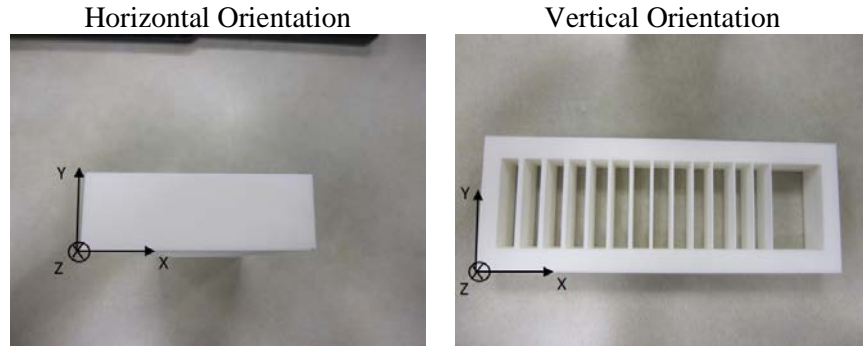 Horizontal Orientation
Vertical Orientation
Y
Z
X
Y
Z
X